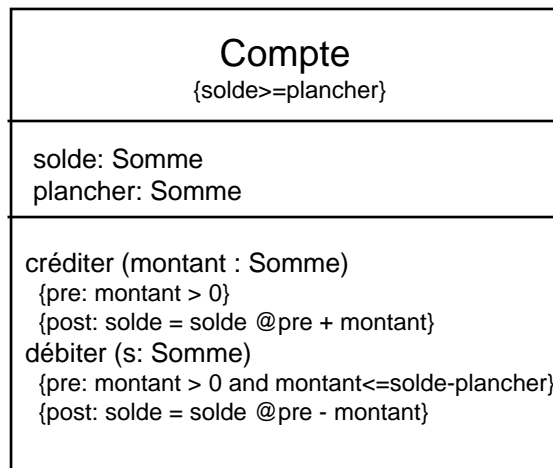 Compte
{solde>=plancher}
solde: Somme
plancher: Somme
créditer (montant : Somme)
{pre: montant > 0}
{post: solde = solde @pre + montant}
débiter (s: Somme)
{pre: montant > 0 and montant<=solde-plancher}
{post: solde = solde @pre - montant}